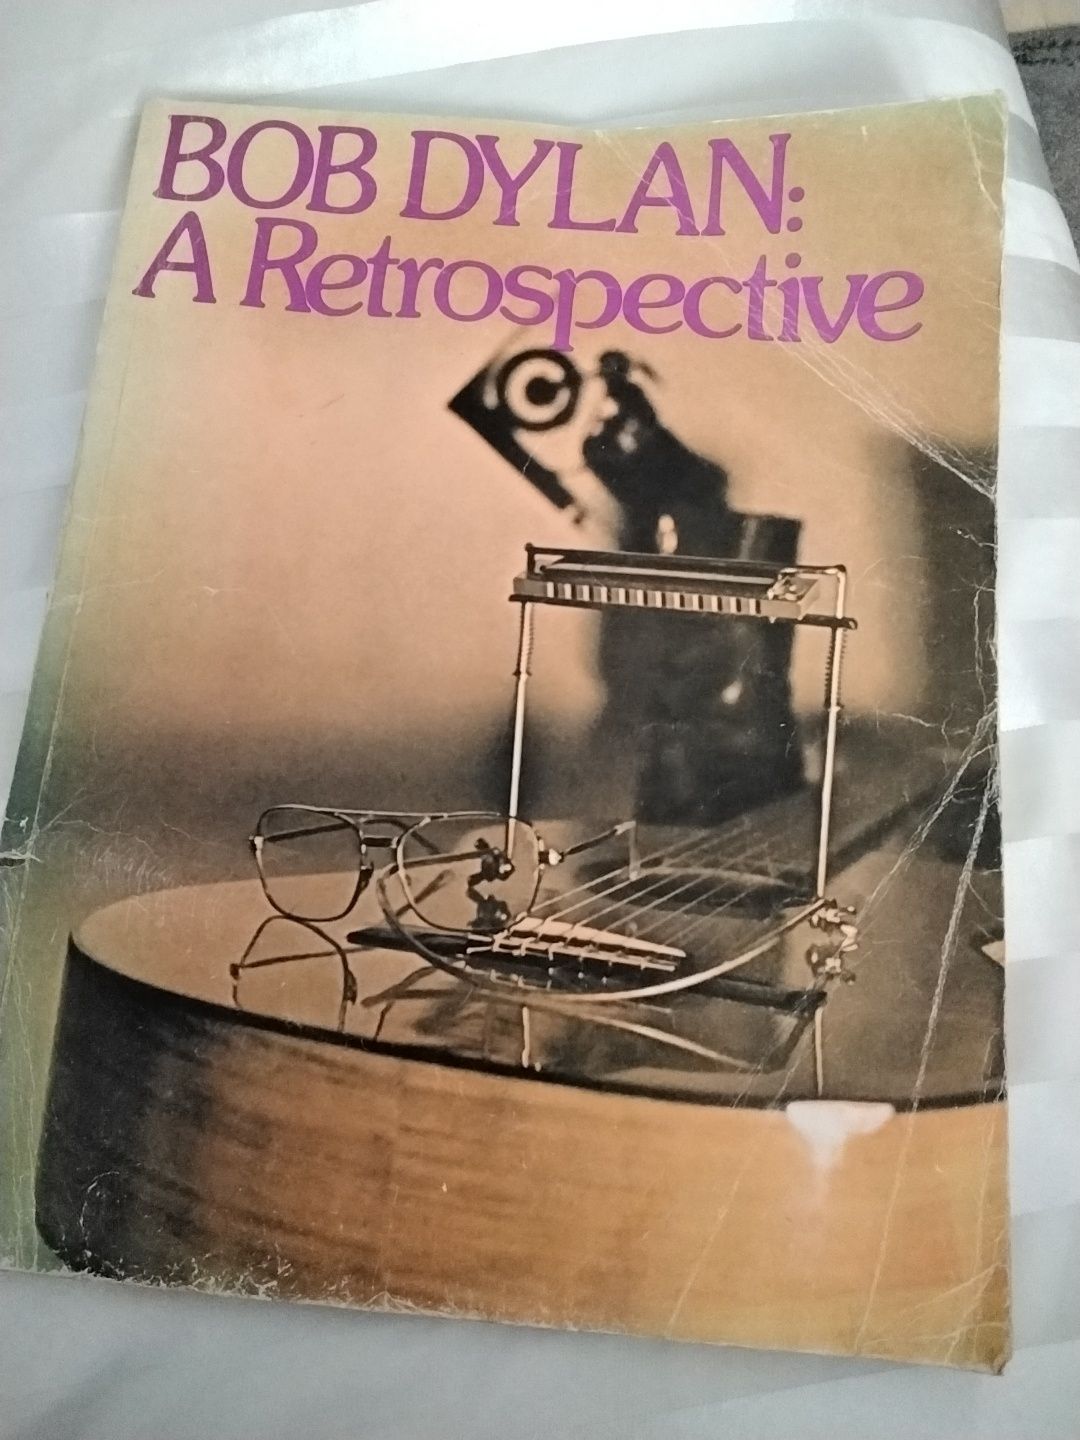 BOB DYLAN:
A Retrospective
C